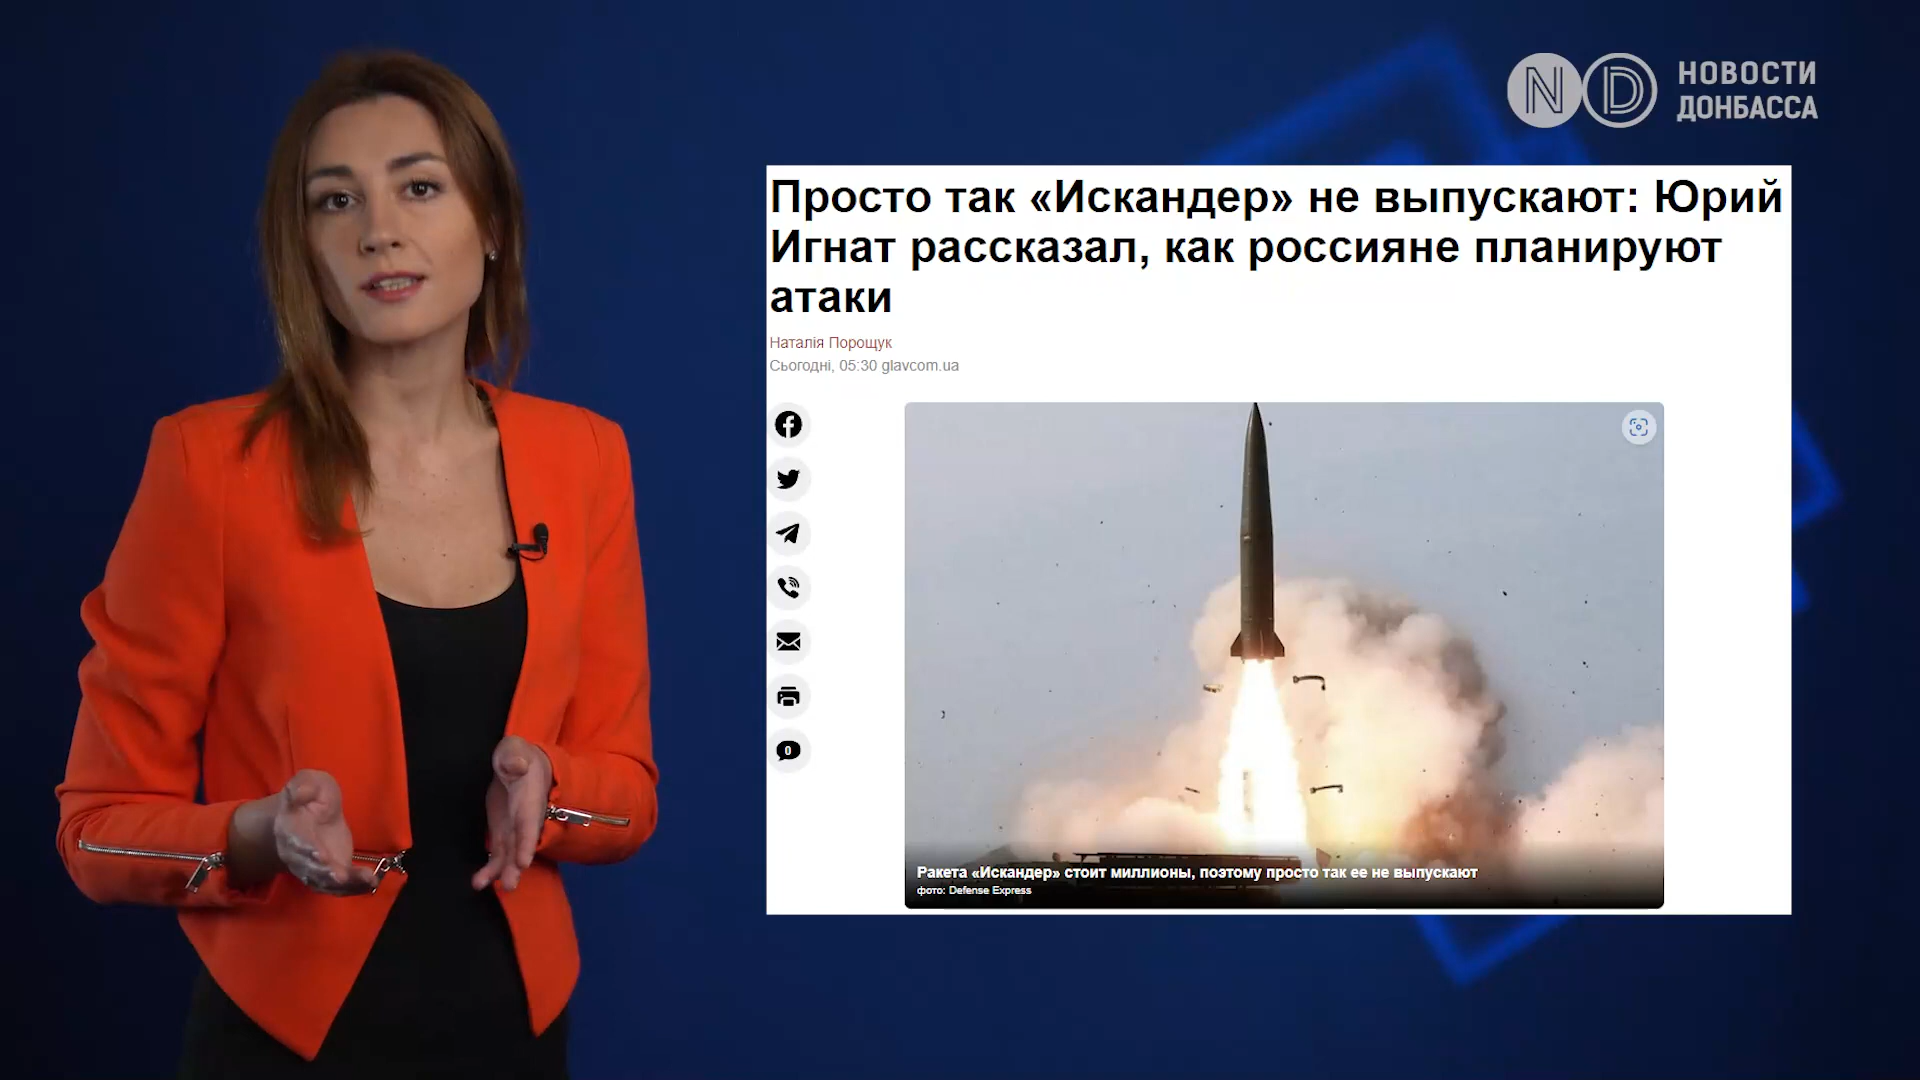 ND НОВОСТИ
ДОНБАССА
Просто так «Искандер» не выпускают: Юрий
Игнат рассказал, как россияне планируют
атаки
Наталія Порощук
Сьогодні, 05:30 glavcom.ua
0
Ракета «Искандер» стоит миллионы, поэтому просто так ее не выпускают
фото: Defense Express